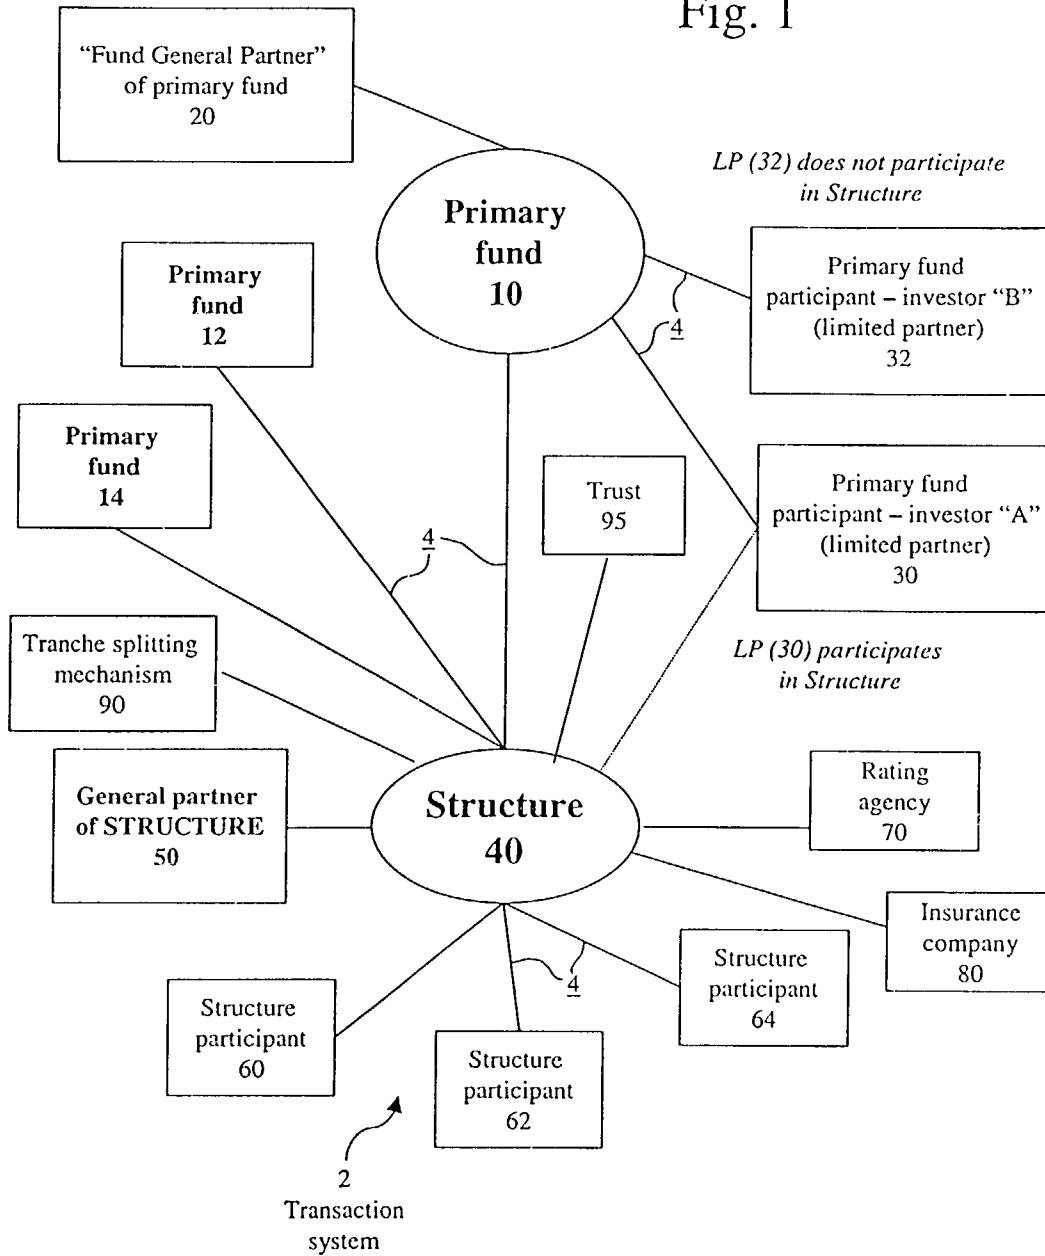 Fig. 1
“Fund General Partner”
of primary fund
20
LP (32) does not participate
in Structure
Primary
fund
10
Primary fund
participant – investor “B”
(limited partner)
32
Primary
fund
12
4
Primary
fund
14
Trust
95
Primary fund
participant – investor “A”
(limited partner)
30
4
Tranche splitting
mechanism
90
LP (30) participates
in Structure
General partner
of STRUCTURE
50
Structure
40
Rating
agency
70
Insurance
company
80
Structure
participant
64
4
Structure
participant
60
Structure
participant
62
2
Transaction
system